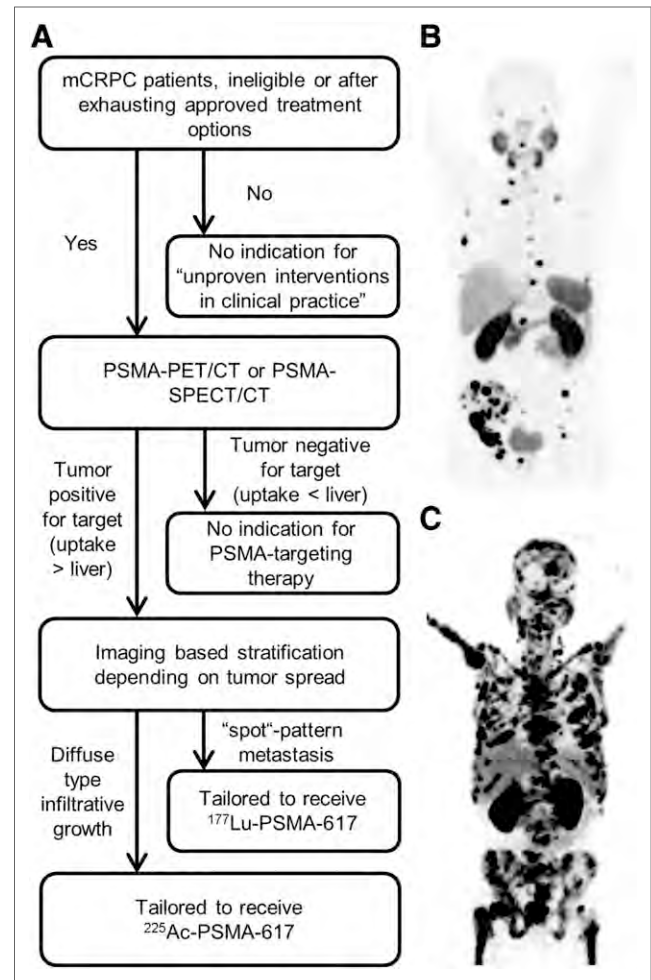 A
mCRPC patients, ineligible or after
exhausting approved treatment
options
No
Yes
No indication for
“unproven interventions
in clinical practice”
PSMA-PET/CT or PSMA-
SPECT/CT
Tumor
positive
for target
(uptake
> liver)
Tumor negative
for target
(uptake < liver)
No indication for
PSMA-targeting
therapy
Imaging based stratification
depending on tumor spread
Diffuse
type
infiltrative
growth
“spot“-pattern
metastasis
Tailored to receive
¹⁷⁷Lu-PSMA-617
Tailored to receive
²²⁵Ac-PSMA-617
B
C